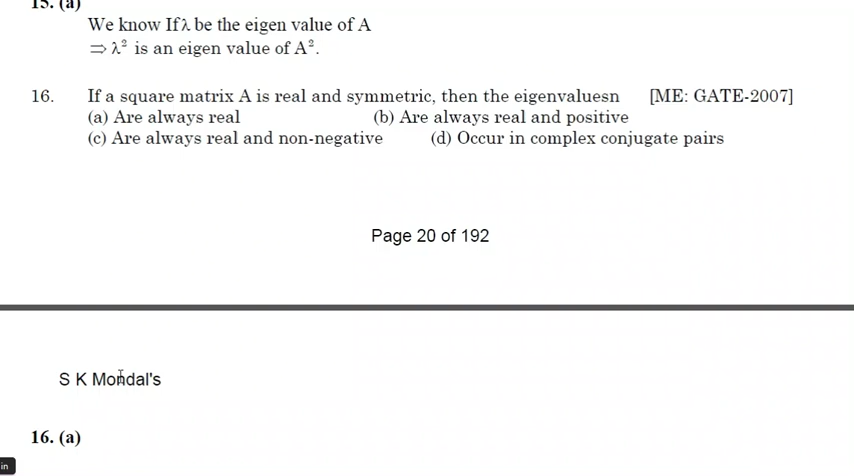 15. (a)
We know If λ be the eigen value of A
⇒ λ² is an eigen value of A².
16. If a square matrix A is real and symmetric, then the eigenvaluesn [ME: GATE-2007]
(a) Are always real (b) Are always real and positive
(c) Are always real and non-negative (d) Occur in complex conjugate pairs
Page 20 of 192
S K Mondal's
16. (a)
in